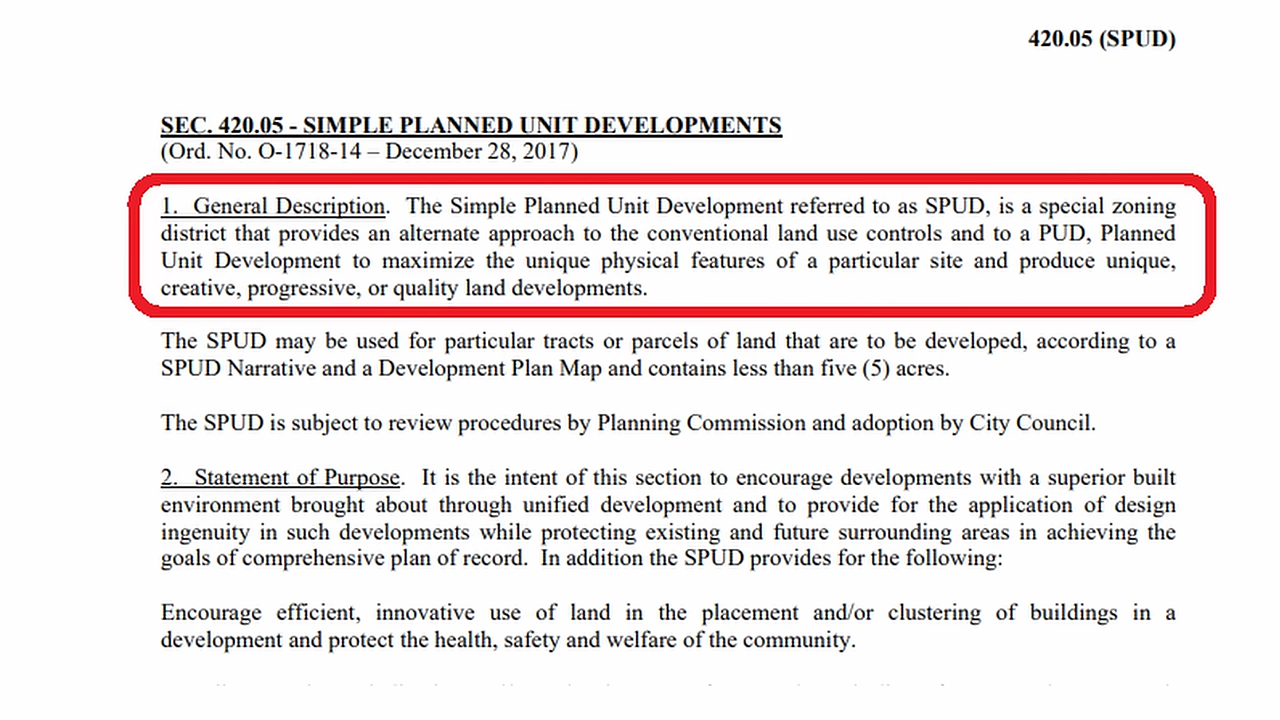 420.05 (SPUD)
SEC. 420.05 - SIMPLE PLANNED UNIT DEVELOPMENTS
(Ord. No. O-1718-14 – December 28, 2017)
1. General Description. The Simple Planned Unit Development referred to as SPUD, is a special zoning
district that provides an alternate approach to the conventional land use controls and to a PUD, Planned
Unit Development to maximize the unique physical features of a particular site and produce unique,
creative, progressive, or quality land developments.
The SPUD may be used for particular tracts or parcels of land that are to be developed, according to a
SPUD Narrative and a Development Plan Map and contains less than five (5) acres.
The SPUD is subject to review procedures by Planning Commission and adoption by City Council.
2. Statement of Purpose. It is the intent of this section to encourage developments with a superior built
environment brought about through unified development and to provide for the application of design
ingenuity in such developments while protecting existing and future surrounding areas in achieving the
goals of comprehensive plan of record. In addition the SPUD provides for the following:
Encourage efficient, innovative use of land in the placement and/or clustering of buildings in a
development and protect the health, safety and welfare of the community.